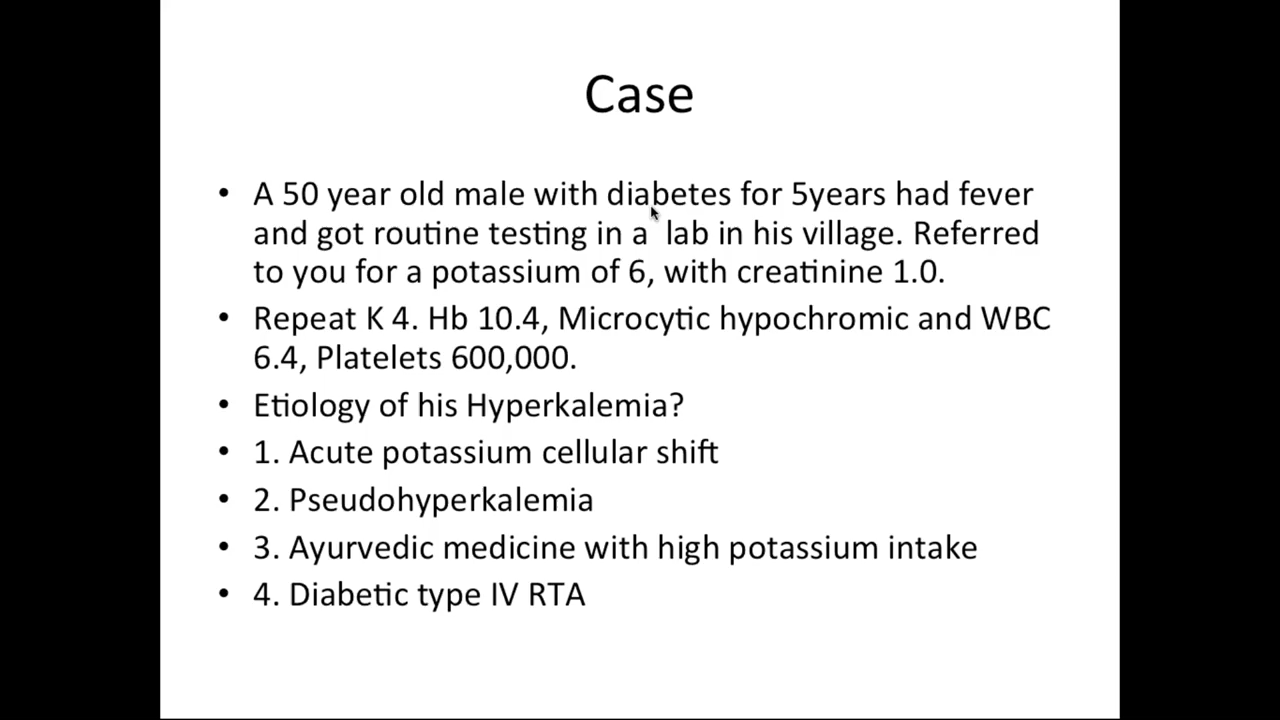 Case
• A 50 year old male with diabetes for 5years had fever
and got routine testing in a lab in his village. Referred
to you for a potassium of 6, with creatinine 1.0.
• Repeat K 4. Hb 10.4, Microcytic hypochromic and WBC
6.4, Platelets 600,000.
• Etiology of his Hyperkalemia?
• 1. Acute potassium cellular shift
• 2. Pseudohyperkalemia
• 3. Ayurvedic medicine with high potassium intake
• 4. Diabetic type IV RTA